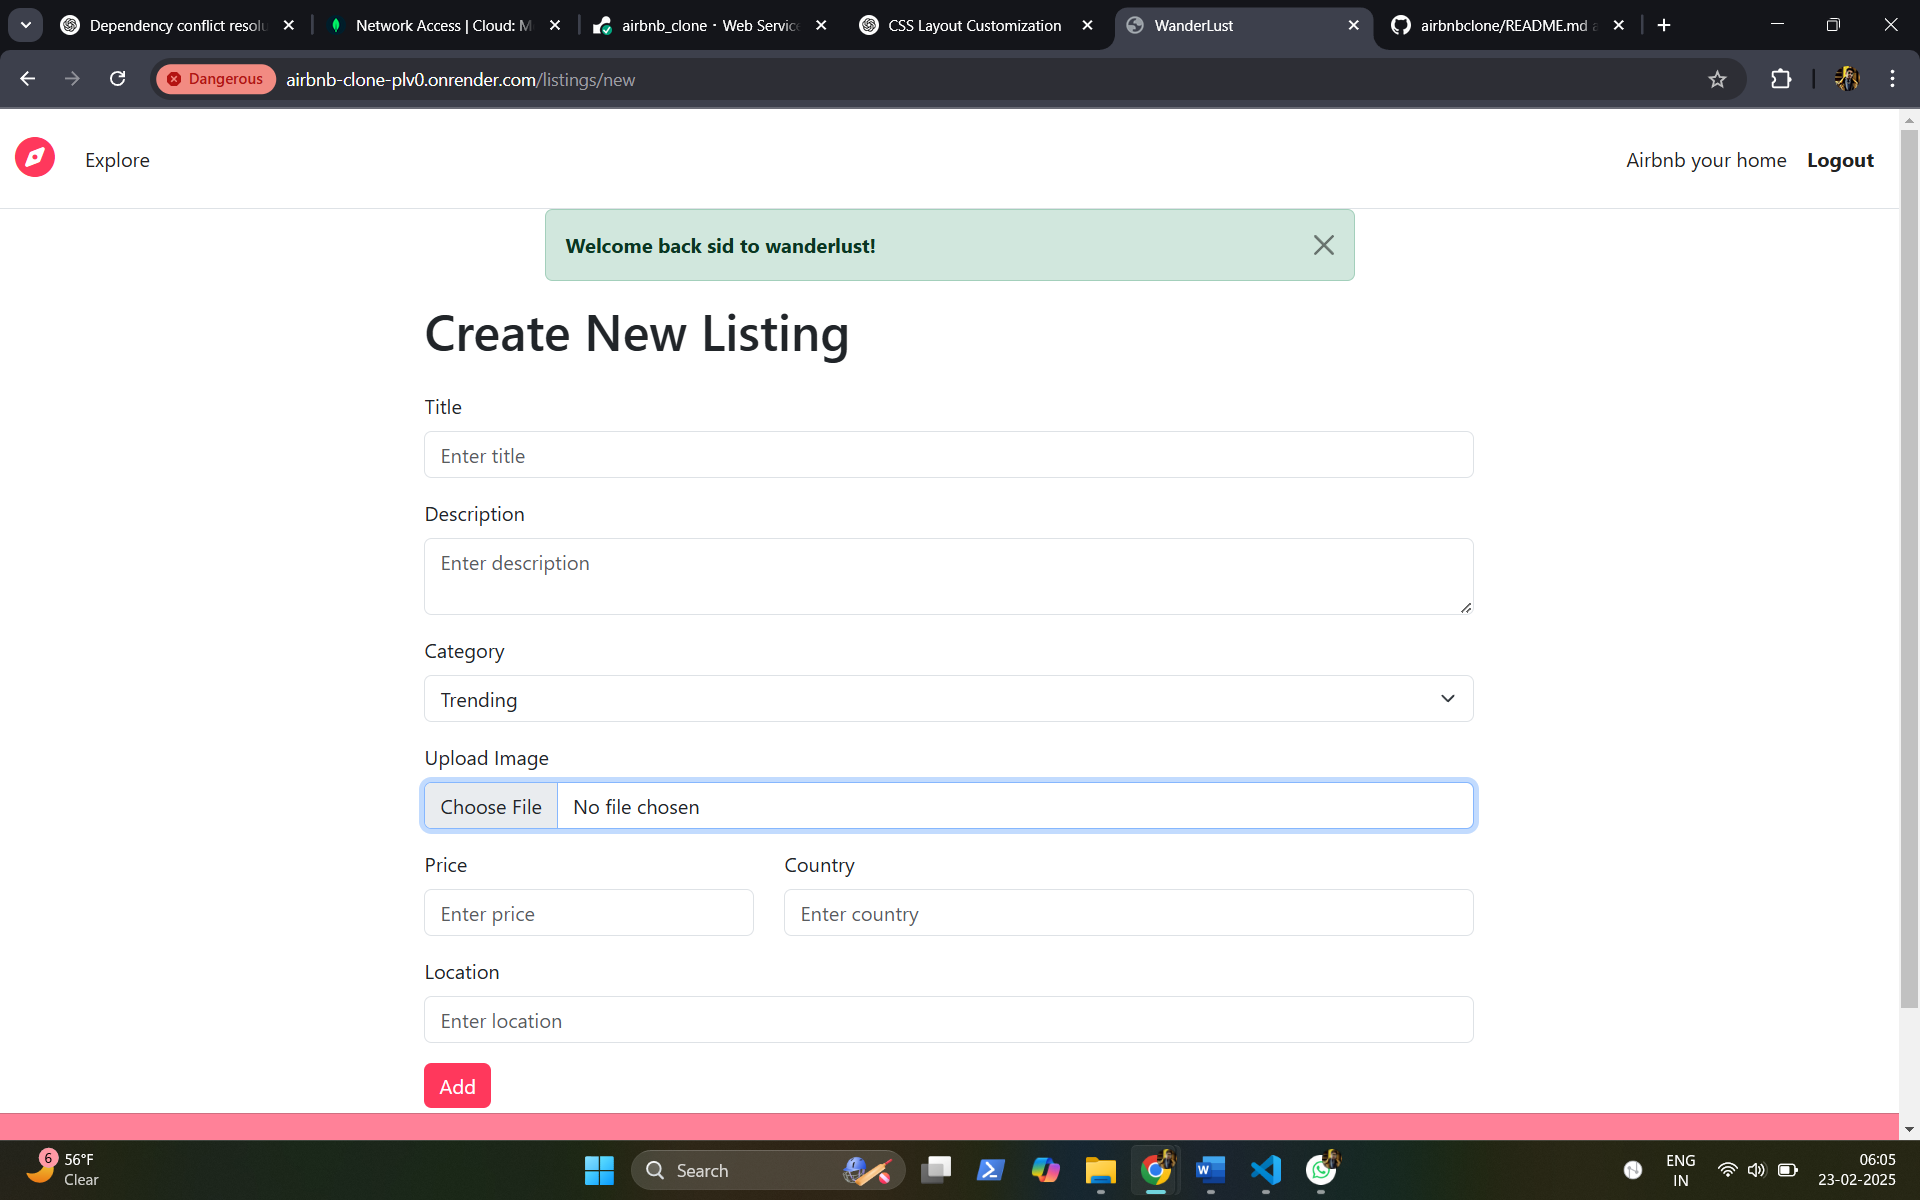 Dependency conflict resolu
Network Access | Cloud: M
airbnb_clone · Web Service
CSS Layout Customization
WanderLust
airbnbclone/README.md a
Dangerous
airbnb-clone-plv0.onrender.com/listings/new
Explore
Airbnb your home
Logout
Welcome back sid to wanderlust!
Create New Listing
Title
Enter title
Description
Enter description
Category
Trending
Upload Image
Choose File
No file chosen
Price
Country
Enter price
Enter country
Location
Enter location
Add
6
56°F
Clear
Search
ENG
IN
06:05
23-02-2025